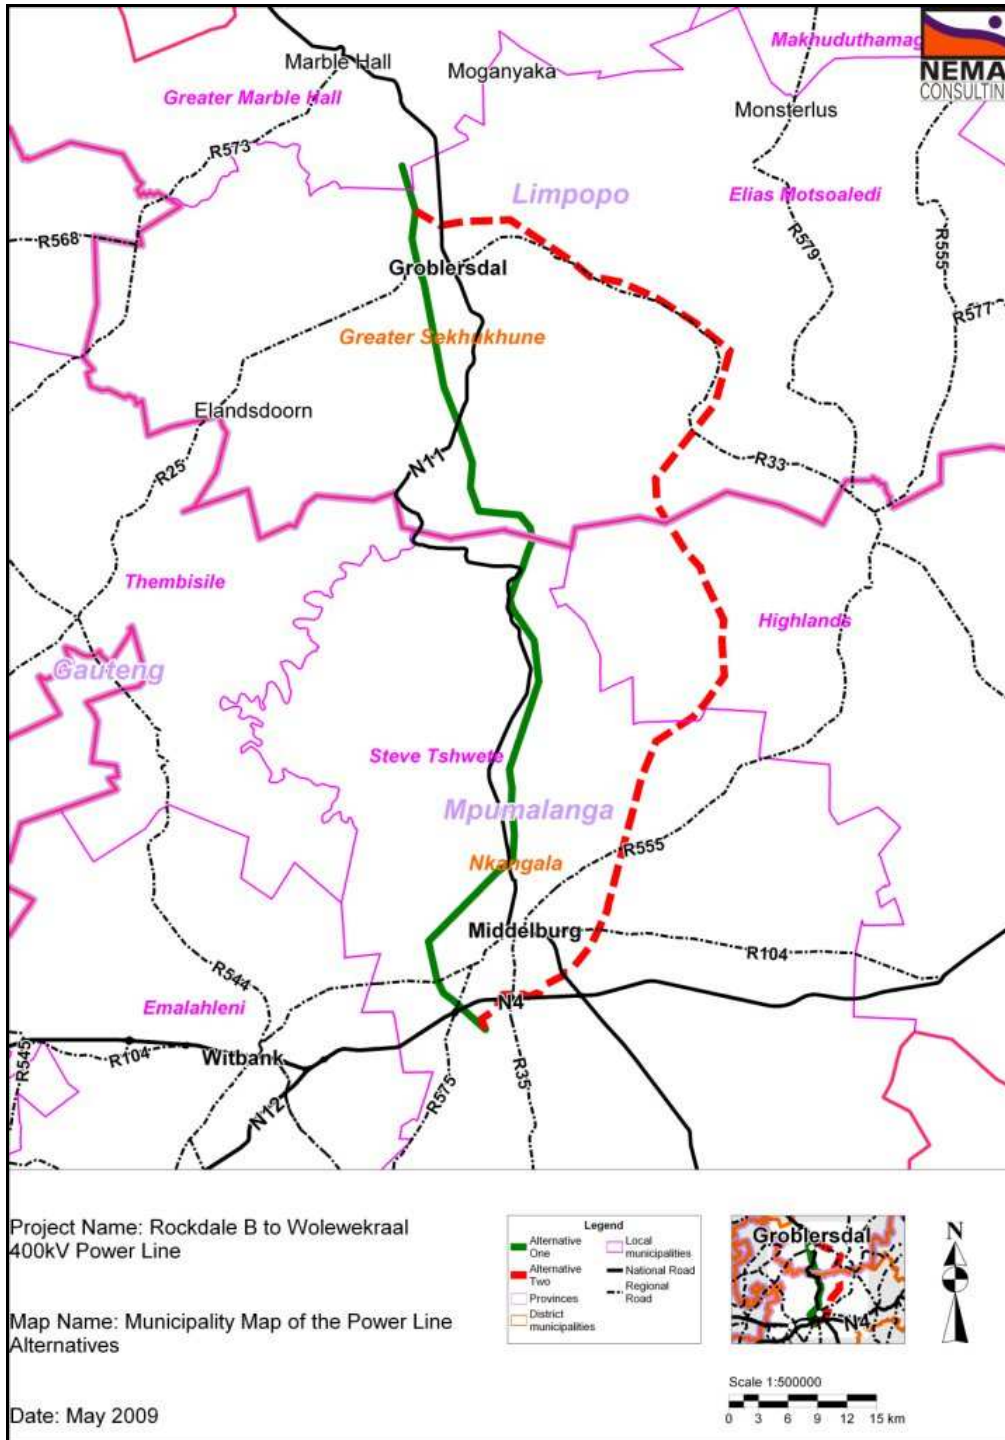 Marble Hall
Moganyaka
Makhuduthamag
NEMA
CONSULTIN
Greater Marble Hall
Monsterlus
R573
Limpopo
Elias Motsoaledi
R568
R579
R555
Groblersdal
R577
Greater Sekhukhune
Elandsdoorn
N11
R33
R25
Thembisile
Highlands
Gauteng
Steve Tshwete
Mpumalanga
R555
Nkangala
Middelburg
R104
R544
Emalahleni
N4
R545
R104
Witbank
R575
R35
N12
Project Name: Rockdale B to Wolewekraal
400kV Power Line
Map Name: Municipality Map of the Power Line
Alternatives
Date: May 2009
Legend
Alternative
One
Alternative
Two
Provinces
District
municipalities
Local
municipalities
National Road
Regional
Road
Groblersdal
N4
N
Scale 1:500000
0 3 6 9 12 15 km